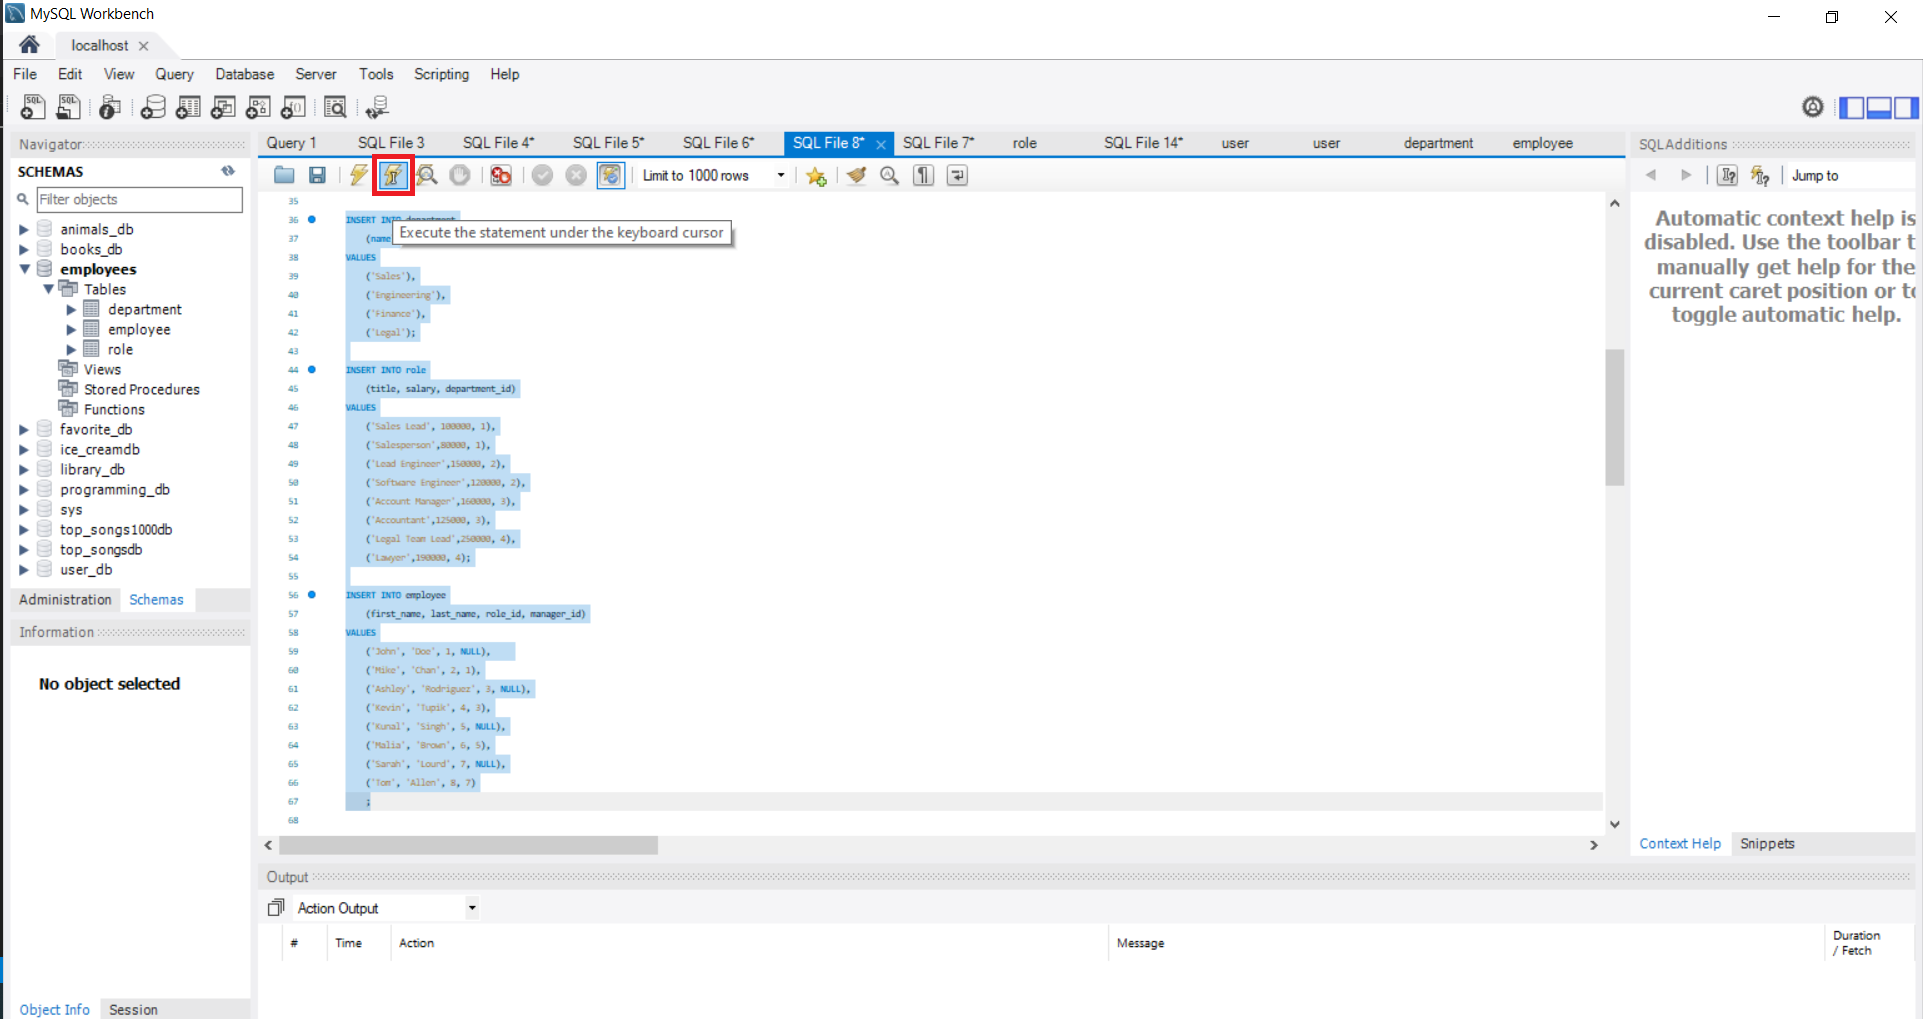 MySQL Workbench
localhost
File Edit View Query Database Server Tools Scripting Help
Navigator
SCHEMAS
Filter objects
animals_db
books_db
employees
Tables
department
employee
role
Views
Stored Procedures
Functions
favorite_db
ice_creamdb
library_db
programming_db
sys
top_songs1000db
top_songsdb
user_db
Administration Schemas
Information
No object selected
Object Info Session
Query 1 SQL File 3 SQL File 4* SQL File 5* SQL File 6* SQL File 8* SQL File 7* role SQL File 14* user user department employee
Limit to 1000 rows
Execute the statement under the keyboard cursor
35
36 INSERT INTO department
37 (name
38 VALUES
39 ('Sales'),
40 ('Engineering'),
41 ('Finance'),
42 ('Legal');
43
44 INSERT INTO role
45 (title, salary, department_id)
46 VALUES
47 ('Sales Lead', 100000, 1),
48 ('Salesperson',80000, 1),
49 ('Lead Engineer',150000, 2),
50 ('Software Engineer',120000, 2),
51 ('Account Manager',160000, 3),
52 ('Accountant',125000, 3),
53 ('Legal Team Lead',250000, 4),
54 ('Lawyer',190000, 4);
55
56 INSERT INTO employee
57 (first_name, last_name, role_id, manager_id)
58 VALUES
59 ('John', 'Doe', 1, NULL),
60 ('Mike', 'Chan', 2, 1),
61 ('Ashley', 'Rodriguez', 3, NULL),
62 ('Kevin', 'Tupik', 4, 3),
63 ('Kunal', 'Singh', 5, NULL),
64 ('Malia', 'Brown', 6, 5),
65 ('Sarah', 'Lourd', 7, NULL),
66 ('Tom', 'Allen', 8, 7)
67 ;
68
SQLAdditions
Jump to
Automatic context help is
disabled. Use the toolbar t
manually get help for the
current caret position or to
toggle automatic help.
Context Help Snippets
Output
Action Output
# Time Action Message Duration
/ Fetch